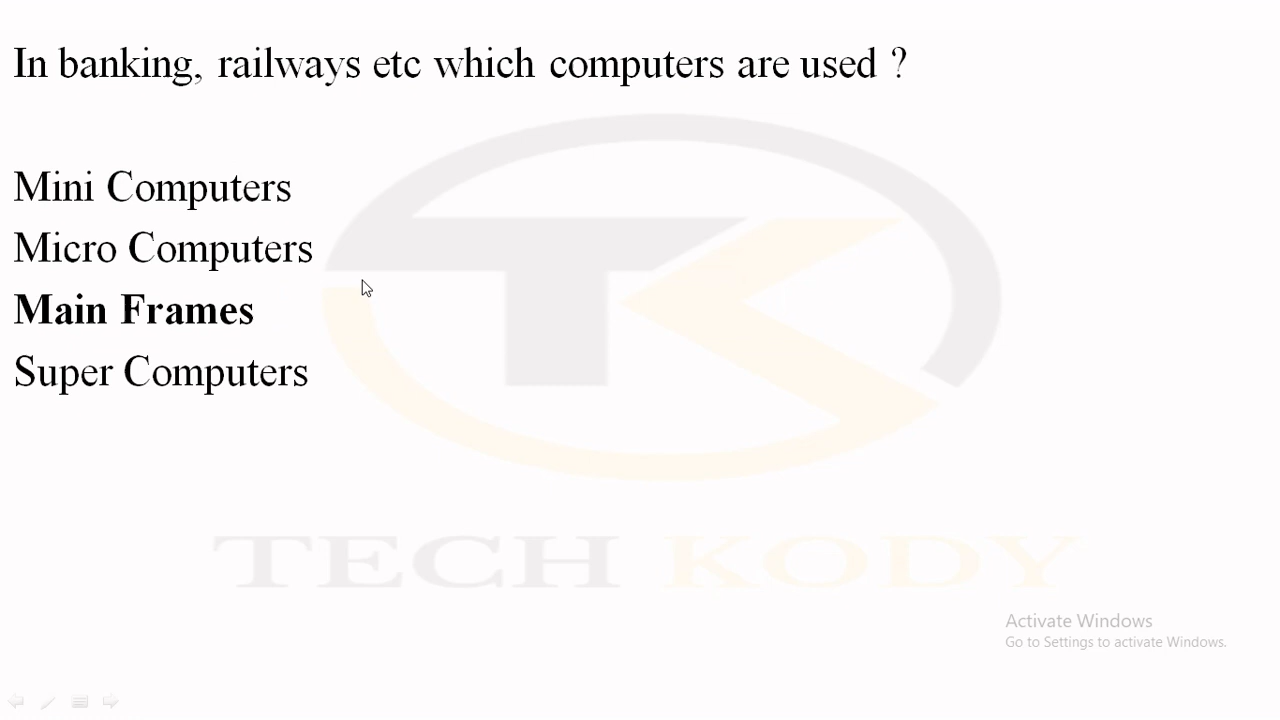 In banking, railways etc which computers are used ?
Mini Computers
Micro Computers
Main Frames
Super Computers
TK
TECH KODY
Activate Windows
Go to Settings to activate Windows.